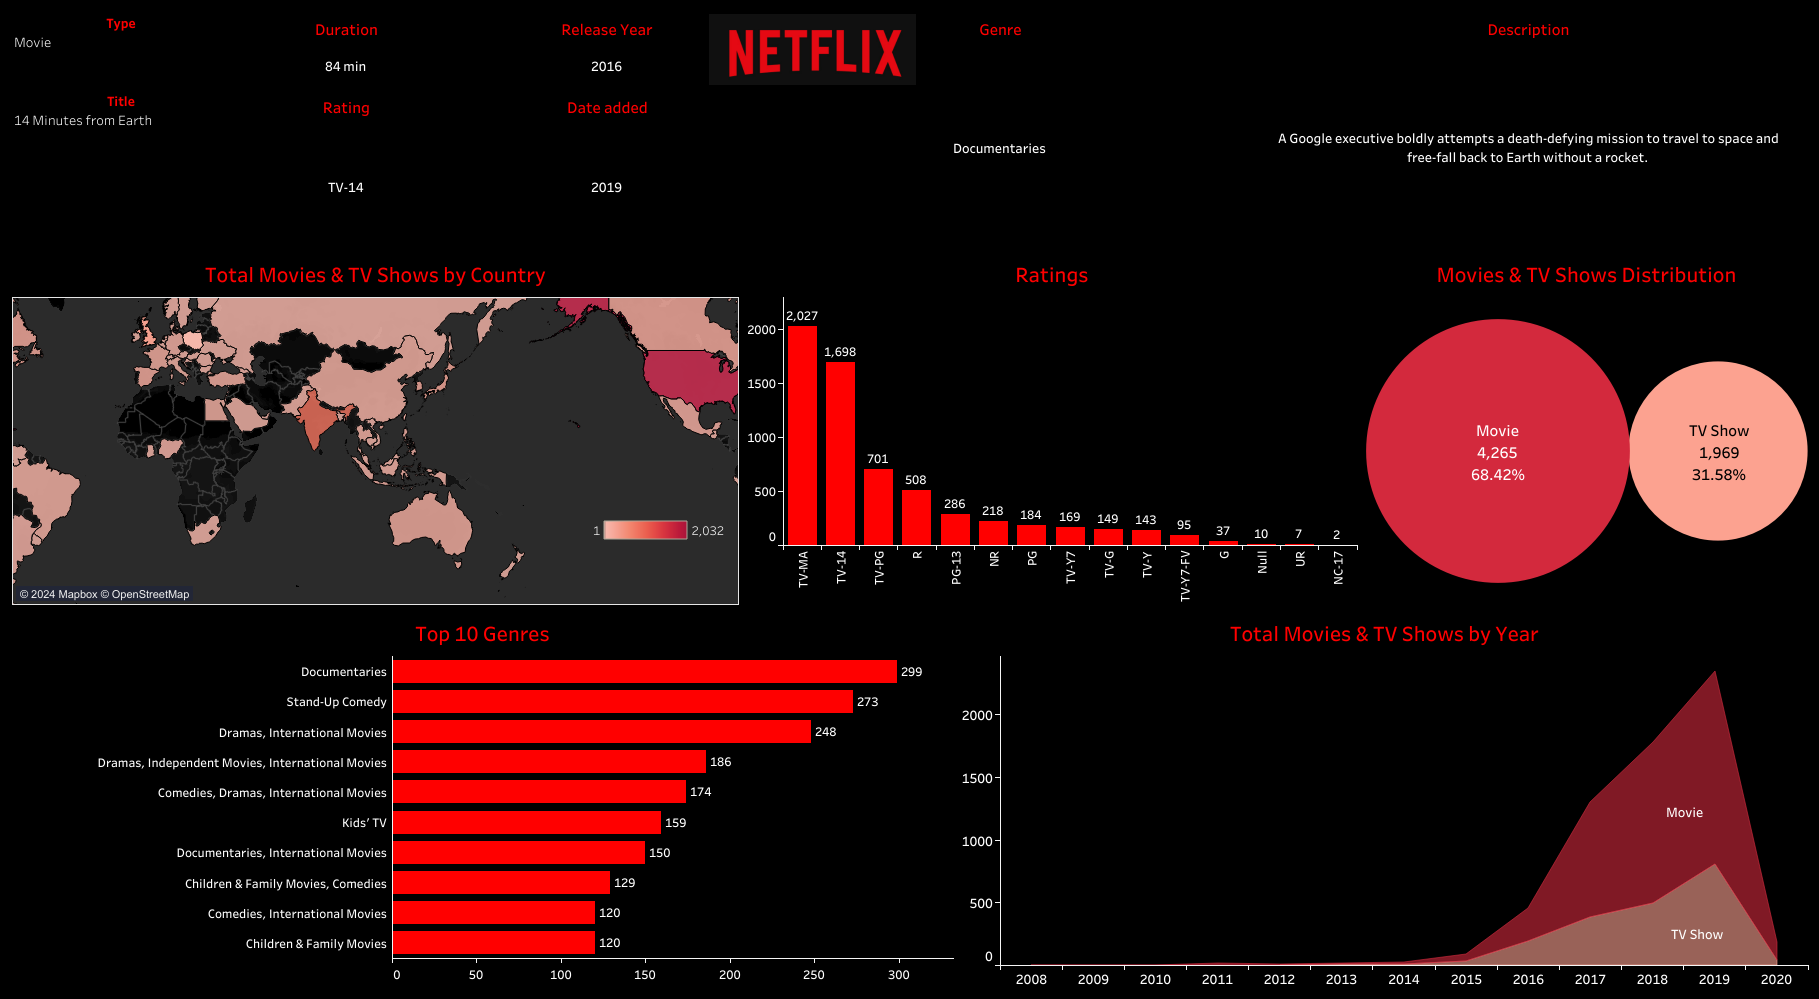 Type
Movie
Duration
84 min
Release Year
2016
NETFLIX
Genre
Description
Title
14 Minutes from Earth
Rating
TV-14
Date added
2019
Documentaries
A Google executive boldly attempts a death-defying mission to travel to space and
free-fall back to Earth without a rocket.
Total Movies & TV Shows by Country
1
2,032
© 2024 Mapbox © OpenStreetMap
Ratings
2000
1500
1000
500
0
2,027
1,698
701
508
286
218
184
169
149
143
95
37
10
7
2
TV-MA
TV-14
TV-PG
R
PG-13
NR
PG
TV-Y7
TV-G
TV-Y
TV-Y7-FV
G
Null
UR
NC-17
Movies & TV Shows Distribution
Movie
4,265
68.42%
TV Show
1,969
31.58%
Top 10 Genres
Documentaries 299
Stand-Up Comedy 273
Dramas, International Movies 248
Dramas, Independent Movies, International Movies 186
Comedies, Dramas, International Movies 174
Kids' TV 159
Documentaries, International Movies 150
Children & Family Movies, Comedies 129
Comedies, International Movies 120
Children & Family Movies 120
0 50 100 150 200 250 300
Total Movies & TV Shows by Year
2000
1500
1000
500
0
Movie
TV Show
2008 2009 2010 2011 2012 2013 2014 2015 2016 2017 2018 2019 2020